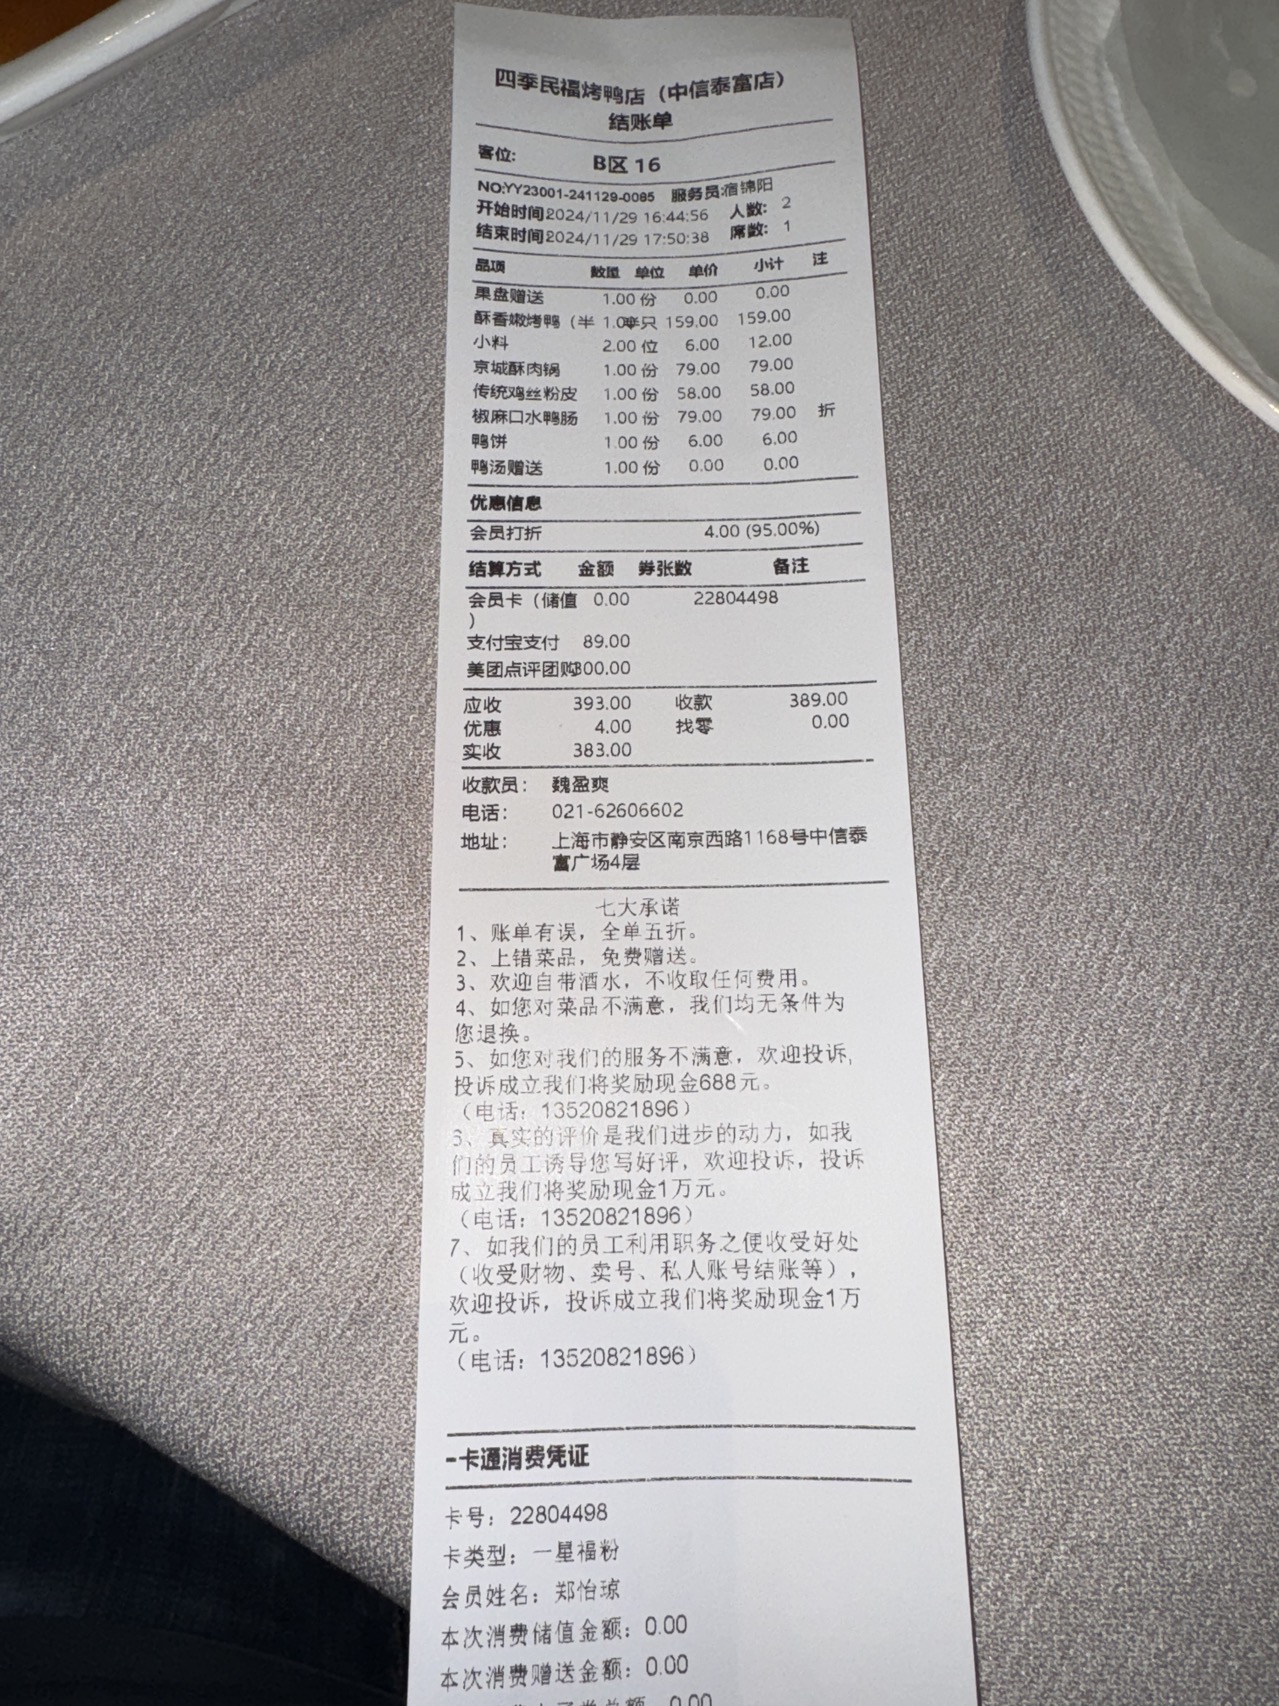 四季民福烤鸭店（中信泰富店）
结账单
客位: B区 16
NO:YY23001-241129-0085 服务员:宿锦阳
开始时间2024/11/29 16:44:56 人数: 2
结束时间2024/11/29 17:50:38 席数: 1
品项 数量 单位 单价 小计 注
果盘赠送 1.00 份 0.00 0.00
酥香嫩烤鸭（半 1.0半只 159.00 159.00
小料 2.00 位 6.00 12.00
京城酥肉锅 1.00 份 79.00 79.00
传统鸡丝粉皮 1.00 份 58.00 58.00
椒麻口水鸭肠 1.00 份 79.00 79.00 折
鸭饼 1.00 份 6.00 6.00
鸭汤赠送 1.00 份 0.00 0.00
优惠信息
会员打折 4.00 (95.00%)
结算方式 金额 券张数 备注
会员卡（储值 0.00 22804498
）
支付宝支付 89.00
美团点评团购300.00
应收 393.00 收款 389.00
优惠 4.00 找零 0.00
实收 383.00
收款员: 魏盈爽
电话: 021-62606602
地址: 上海市静安区南京西路1168号中信泰
富广场4层
七大承诺
1、账单有误，全单五折。
2、上错菜品，免费赠送。
3、欢迎自带酒水，不收取任何费用。
4、如您对菜品不满意，我们均无条件为
您退换。
5、如您对我们的服务不满意，欢迎投诉，
投诉成立我们将奖励现金688元。
（电话：13520821896）
6、真实的评价是我们进步的动力，如我
们的员工诱导您写好评，欢迎投诉，投诉
成立我们将奖励现金1万元。
（电话：13520821896）
7、如我们的员工利用职务之便收受好处
（收受财物、卖号、私人账号结账等），
欢迎投诉，投诉成立我们将奖励现金1万
元。
（电话：13520821896）
-卡通消费凭证
卡号：22804498
卡类型：一星福粉
会员姓名：郑怡琼
本次消费储值金额：0.00
本次消费赠送金额：0.00
0.00